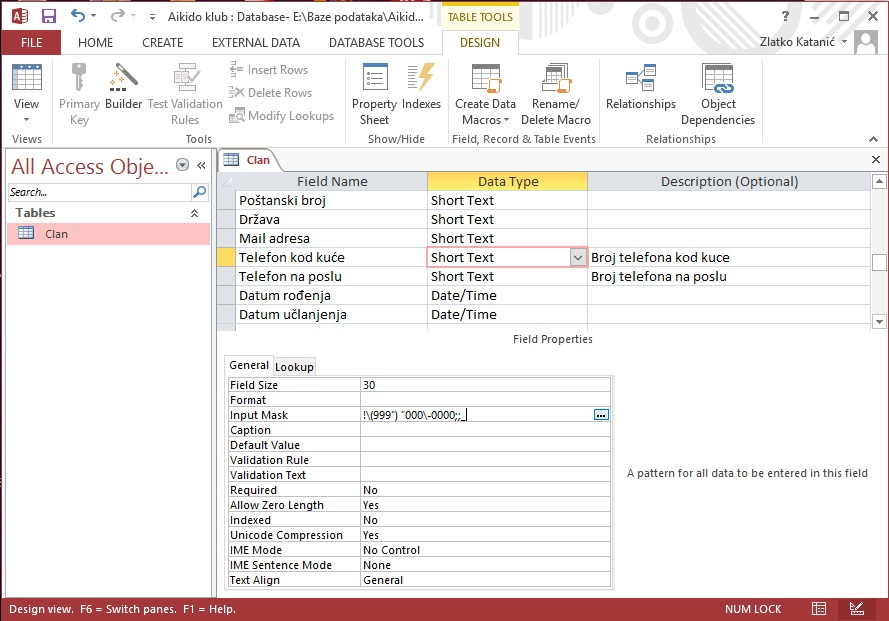 Aikido klub : Database- E:\Baze podataka\Aikid...
TABLE TOOLS
?
FILE
HOME
CREATE
EXTERNAL DATA
DATABASE TOOLS
DESIGN
Zlatko Katanić
View
Primary Key
Builder
Test Validation Rules
Insert Rows
Delete Rows
Modify Lookups
Property Sheet
Indexes
Create Data Macros
Rename/ Delete Macro
Relationships
Object Dependencies
Views
Tools
Show/Hide
Field, Record & Table Events
Relationships
All Access Obje...
Search...
Tables
Clan
Clan
Field Name Data Type Description (Optional)
Poštanski broj Short Text
Država Short Text
Mail adresa Short Text
Telefon kod kuće Short Text Broj telefona kod kuce
Telefon na poslu Short Text Broj telefona na poslu
Datum rođenja Date/Time
Datum učlanjenja Date/Time
Field Properties
General Lookup
Field Size 30
Format
Input Mask !\(999") "000\-0000;;_
Caption
Default Value
Validation Rule
Validation Text
Required No
Allow Zero Length Yes
Indexed No
Unicode Compression Yes
IME Mode No Control
IME Sentence Mode None
Text Align General
A pattern for all data to be entered in this field
Design view. F6 = Switch panes. F1 = Help.
NUM LOCK